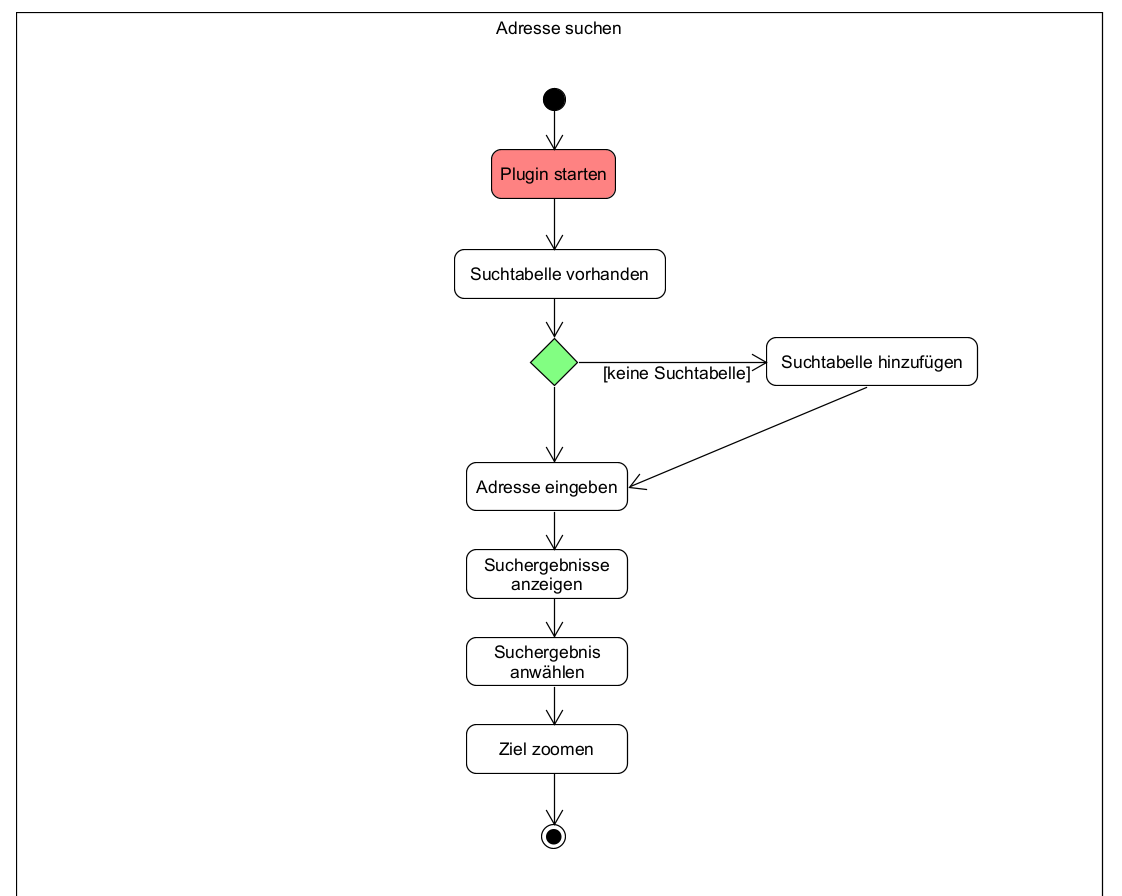 Adresse suchen
Plugin starten
Suchtabelle vorhanden
Suchtabelle hinzufügen
[keine Suchtabelle]
Adresse eingeben
Suchergebnisse
anzeigen
Suchergebnis
anwählen
Ziel zoomen